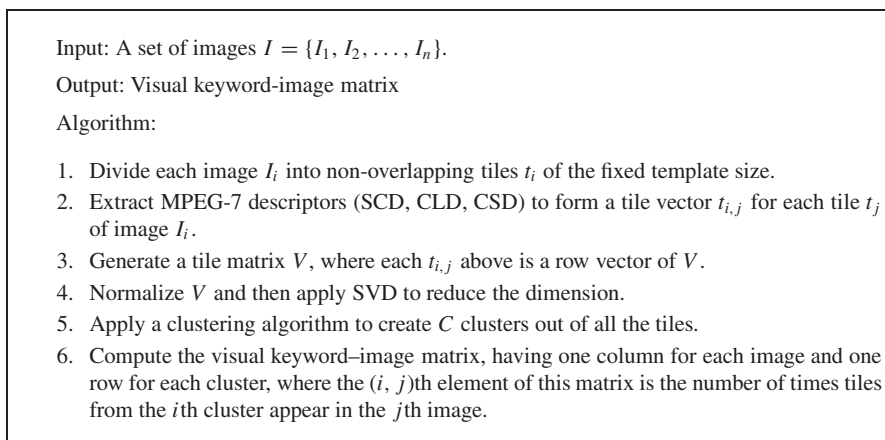 Input: A set of images I = {I₁, I₂, . . . , Iₙ}.
Output: Visual keyword-image matrix
Algorithm:
1. Divide each image Iᵢ into non-overlapping tiles tᵢ of the fixed template size.
2. Extract MPEG-7 descriptors (SCD, CLD, CSD) to form a tile vector tᵢ,ⱼ for each tile tⱼ
of image Iᵢ.
3. Generate a tile matrix V, where each tᵢ,ⱼ above is a row vector of V.
4. Normalize V and then apply SVD to reduce the dimension.
5. Apply a clustering algorithm to create C clusters out of all the tiles.
6. Compute the visual keyword–image matrix, having one column for each image and one
row for each cluster, where the (i, j)th element of this matrix is the number of times tiles
from the ith cluster appear in the jth image.